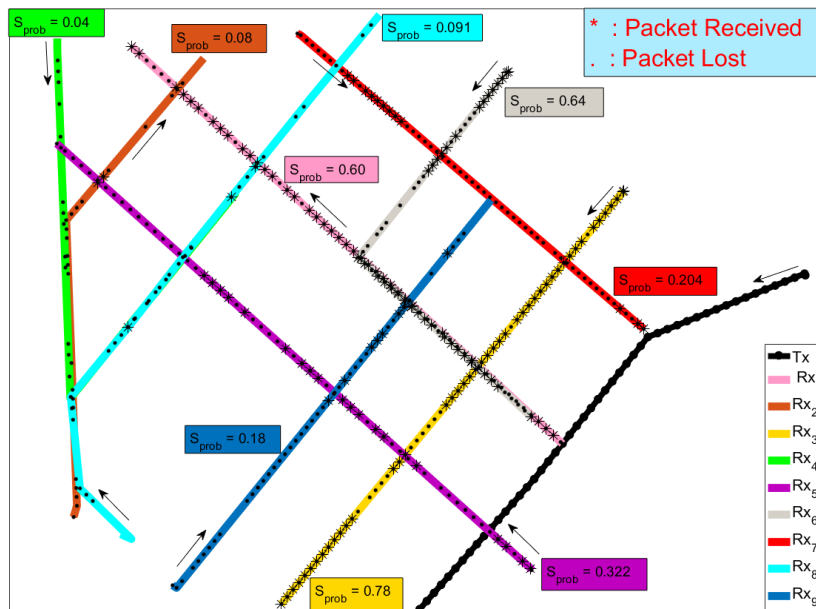 S_prob = 0.04
S_prob = 0.08
S_prob = 0.091
* : Packet Received
. : Packet Lost
S_prob = 0.64
S_prob = 0.60
S_prob = 0.204
S_prob = 0.18
S_prob = 0.78
S_prob = 0.322
Tx
Rx
Rx_2
Rx_3
Rx_4
Rx_5
Rx_6
Rx_7
Rx_8
Rx_9